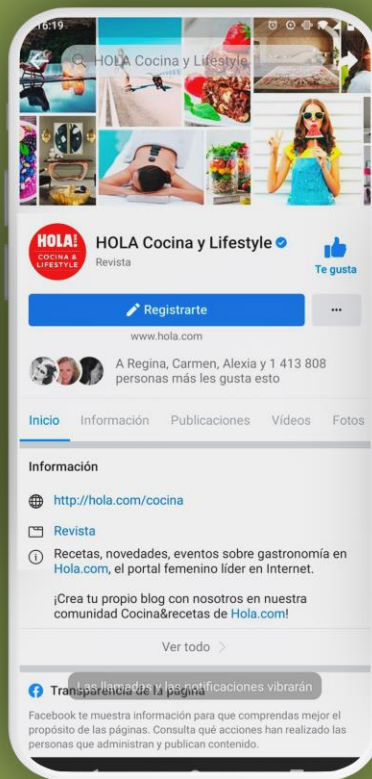 16:19
HOLA Cocina y Lifestyle
HOLA!
COCINA &
LIFESTYLE
HOLA Cocina y Lifestyle
Revista
Te gusta
Registrarte
...
www.hola.com
A Regina, Carmen, Alexia y 1 413 808
personas más les gusta esto
Inicio Información Publicaciones Vídeos Fotos
Información
http://hola.com/cocina
Revista
Recetas, novedades, eventos sobre gastronomía en
Hola.com, el portal femenino líder en Internet.
¡Crea tu propio blog con nosotros en nuestra
comunidad Cocina&recetas de Hola.com!
Ver todo
Transparencia de la página
Las llamadas y las notificaciones vibrarán
Facebook te muestra información para que comprendas mejor el
propósito de las páginas. Consulta qué acciones han realizado las
personas que administran y publican contenido.